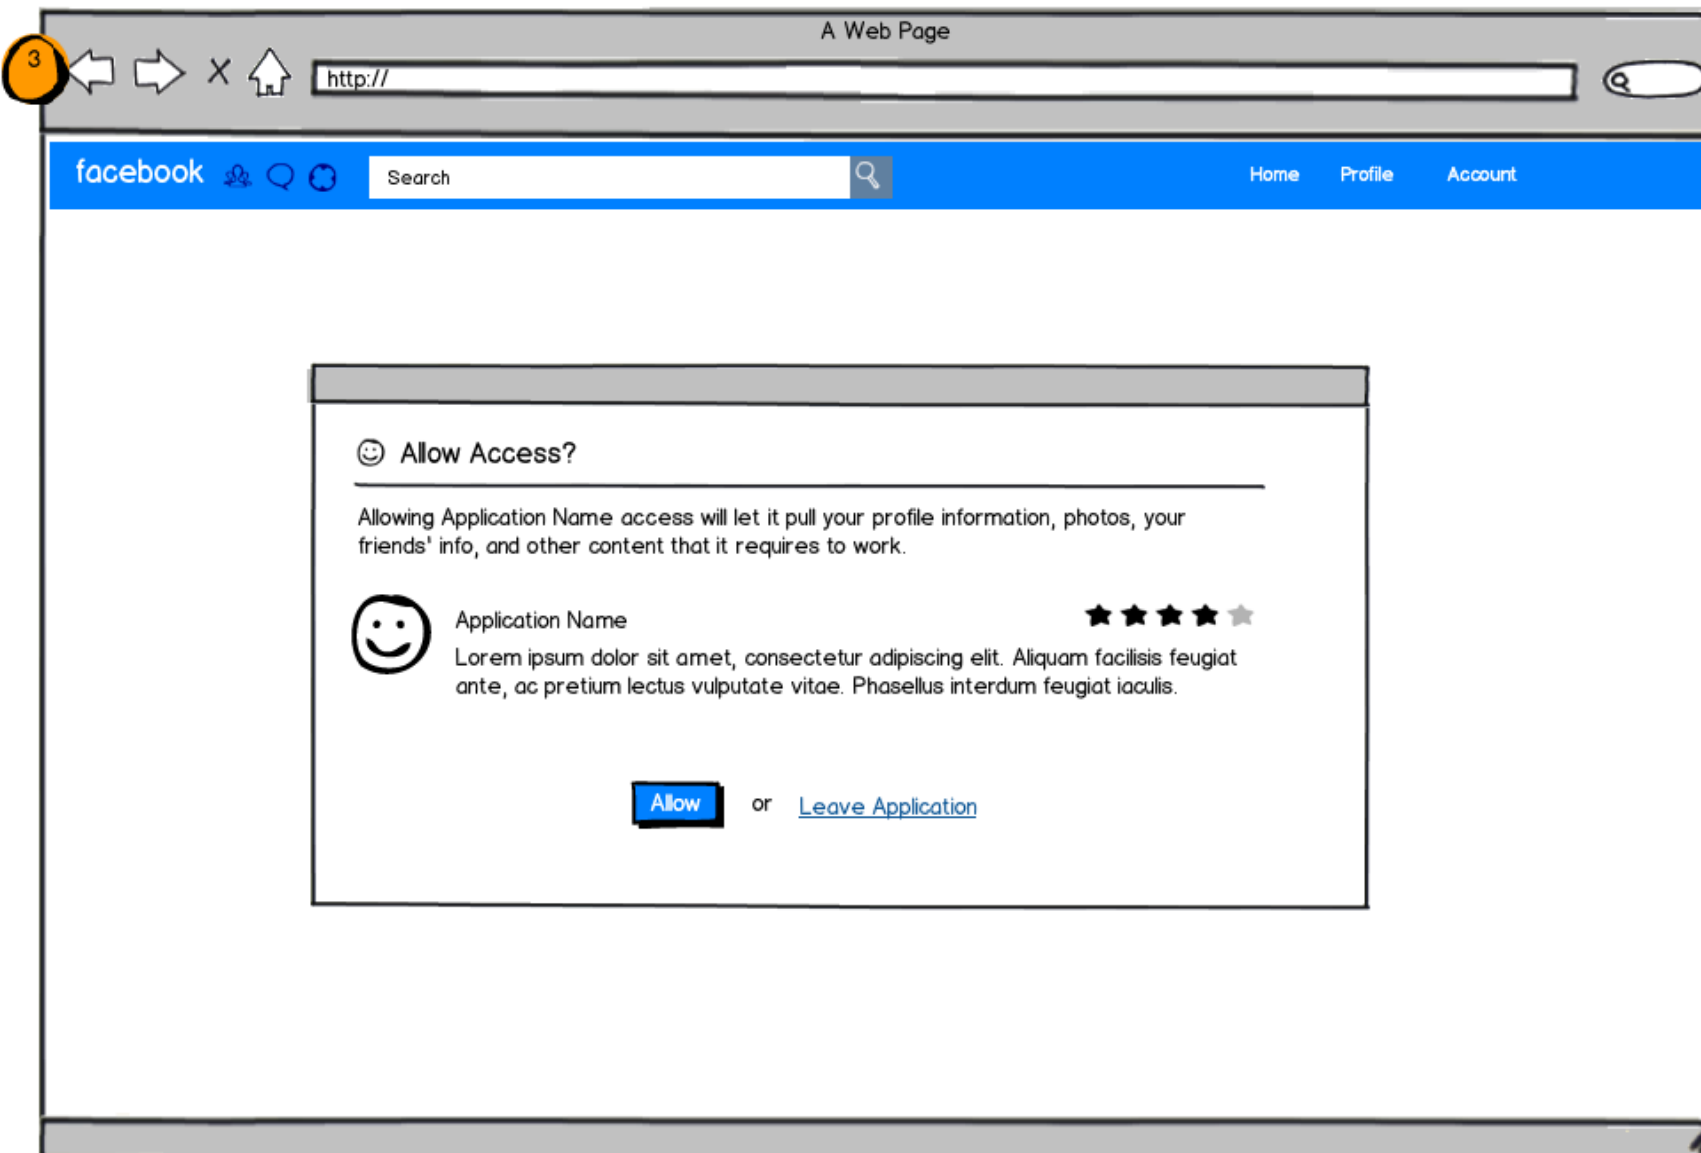 A Web Page
3
http://
facebook
Search
Home Profile Account
Allow Access?
Allowing Application Name access will let it pull your profile information, photos, your
friends' info, and other content that it requires to work.
Application Name
Lorem ipsum dolor sit amet, consectetur adipiscing elit. Aliquam facilisis feugiat
ante, ac pretium lectus vulputate vitae. Phasellus interdum feugiat iaculis.
Allow or Leave Application